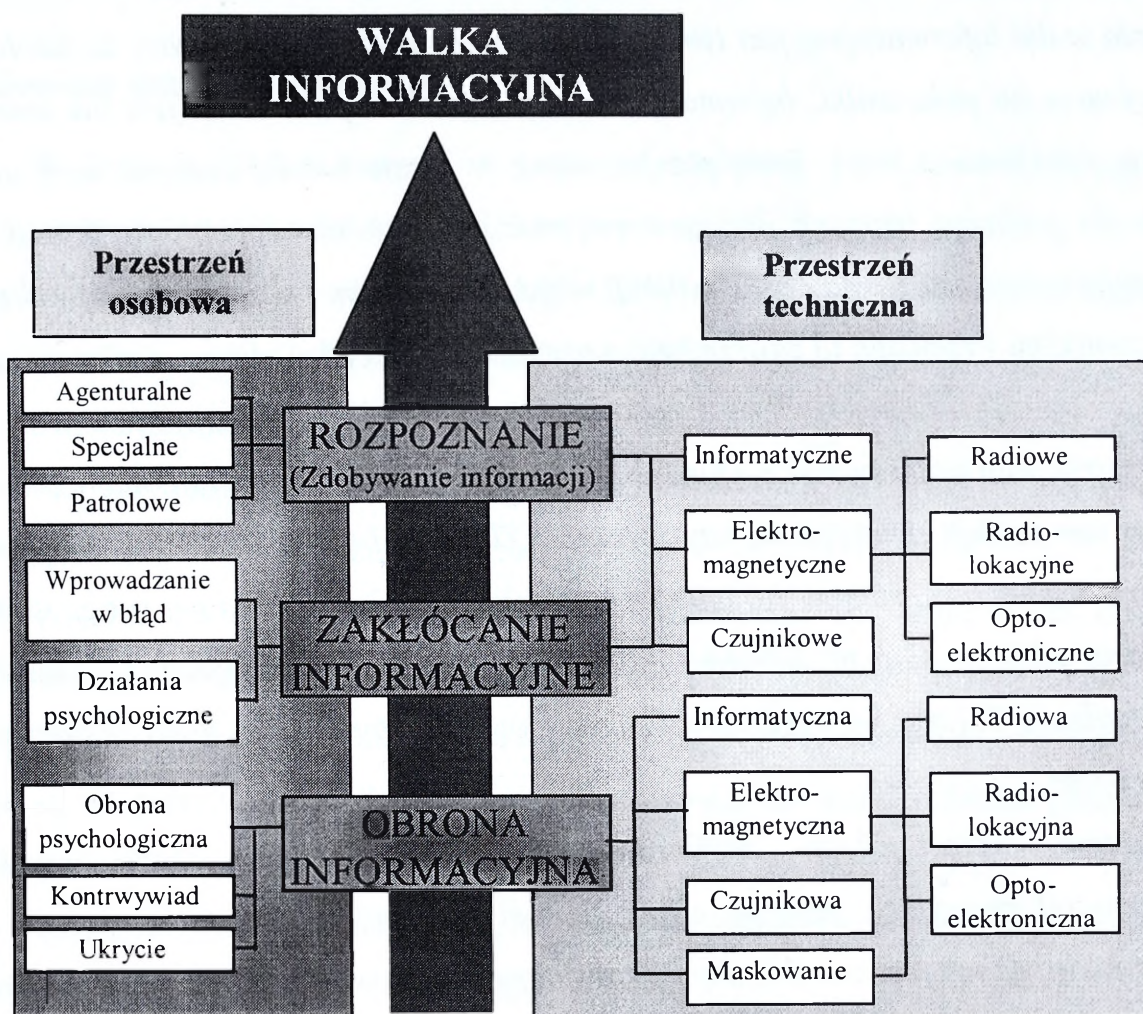 WALKA
INFORMACYJNA
Przestrzeń
osobowa
Przestrzeń
techniczna
Agenturalne
Specjalne
Patrolowe
Wprowadzanie
w błąd
Działania
psychologiczne
Obrona
psychologiczna
Kontrwywiad
Ukrycie
ROZPOZNANIE
(Zdobywanie informacji)
ZAKŁÓCANIE
INFORMACYJNE
OBRONA
INFORMACYJNA
Informatyczne
Elektro-
magnetyczne
Czujnikowe
Informatyczna
Elektro-
magnetyczna
Czujnikowa
Maskowanie
Radiowe
Radio-
lokacyjne
Opto-
elektroniczne
Radiowa
Radio-
lokacyjna
Opto-
elektroniczna